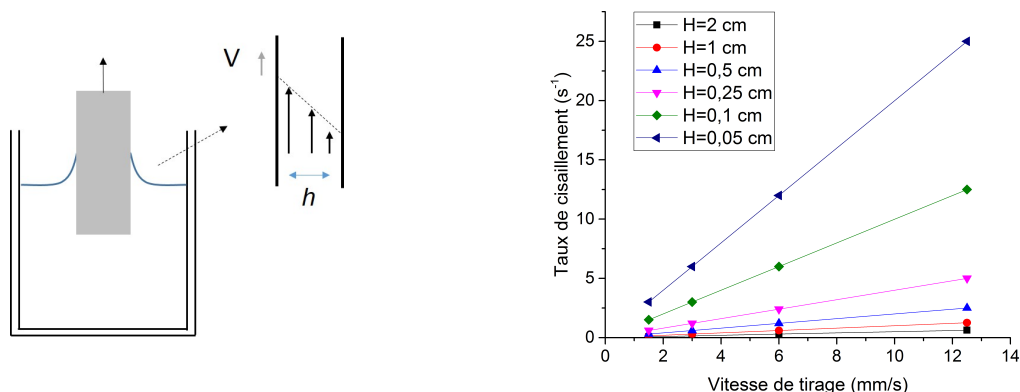 V
h
H=2 cm
H=1 cm
H=0,5 cm
H=0,25 cm
H=0,1 cm
H=0,05 cm
Taux de cisaillement (s⁻¹)
25
20
15
10
5
0
0 2 4 6 8 10 12 14
Vitesse de tirage (mm/s)